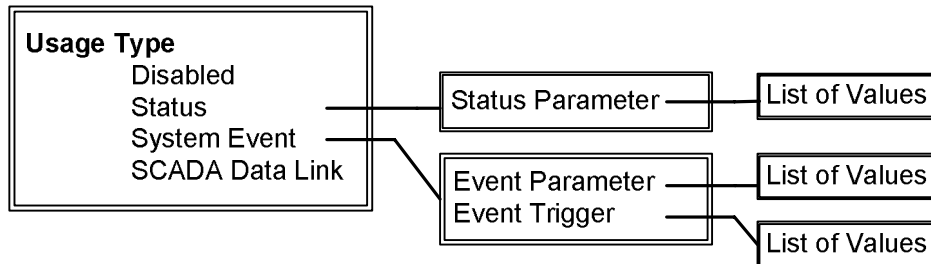 Usage Type
Disabled
Status
System Event
SCADA Data Link
Status Parameter
List of Values
Event Parameter
Event Trigger
List of Values
List of Values